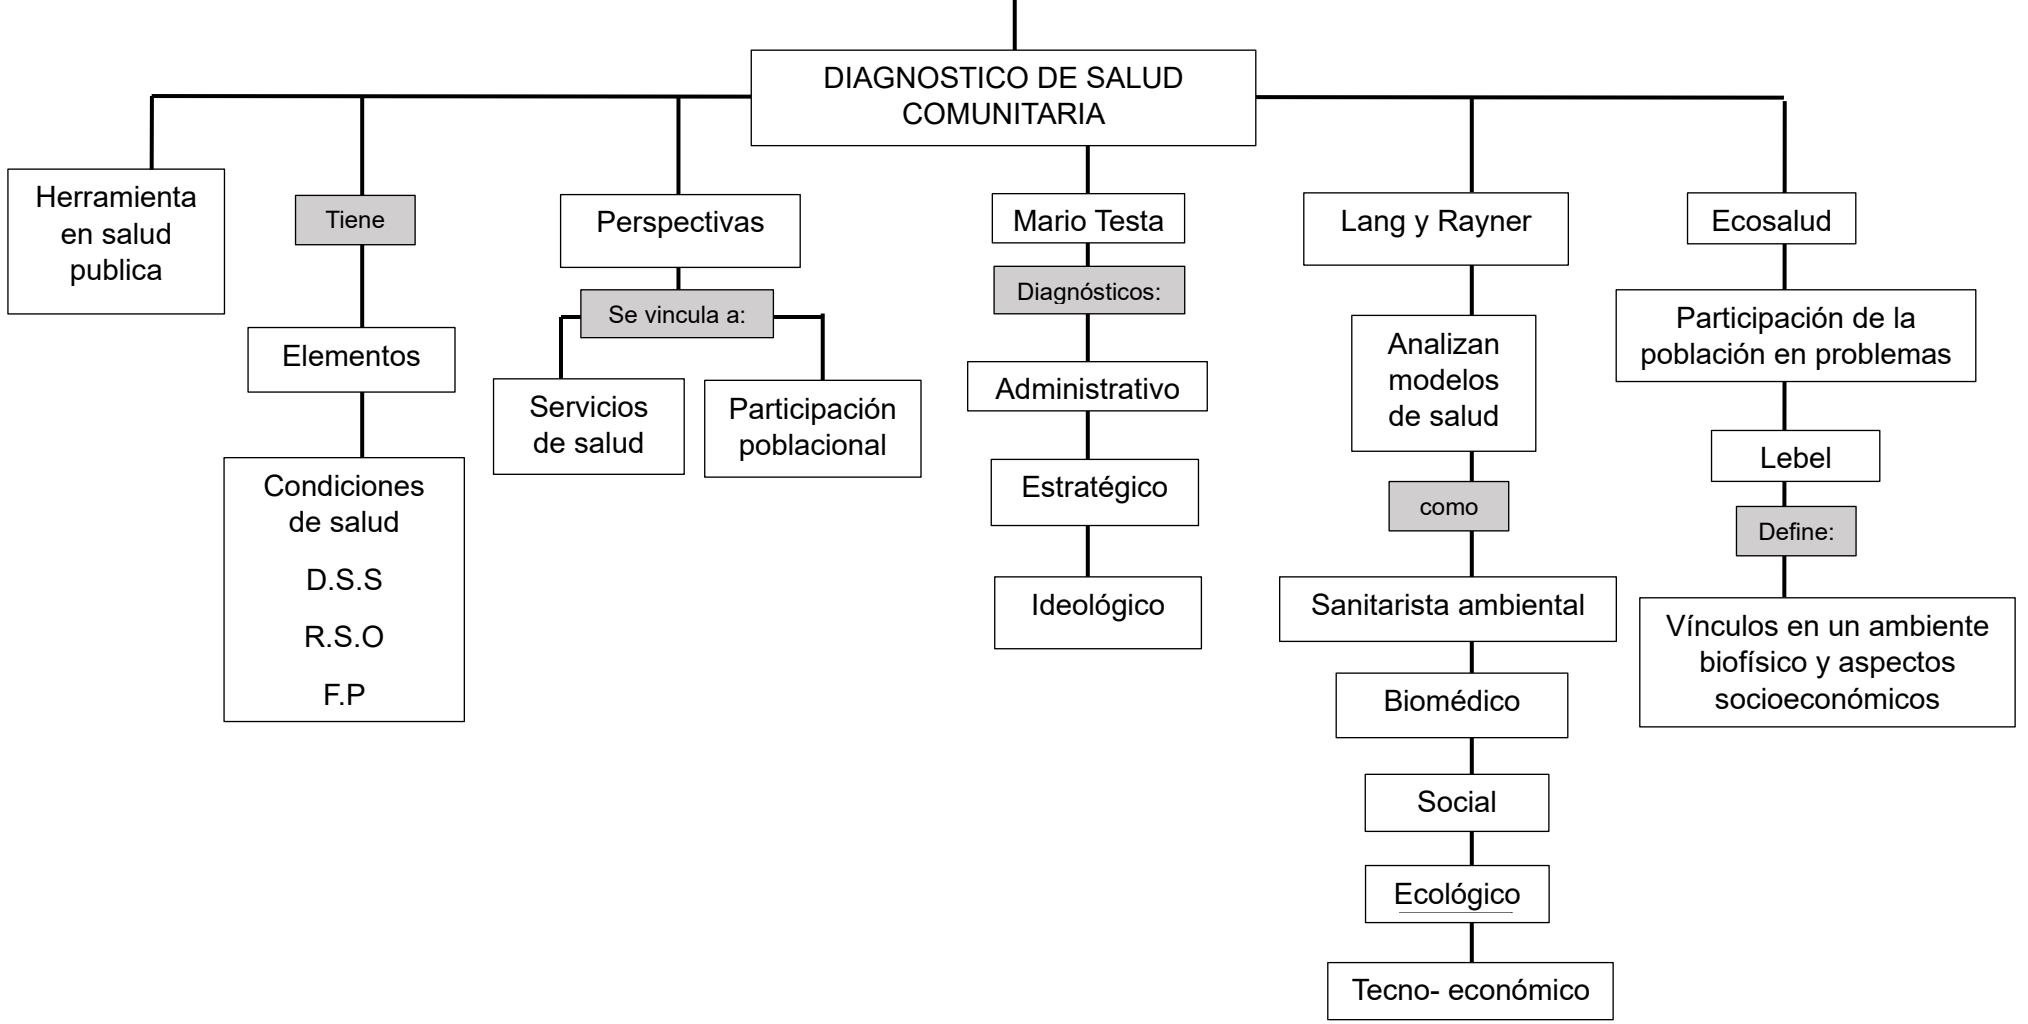 DIAGNOSTICO DE SALUD
COMUNITARIA
Herramienta
en salud
publica
Tiene
Elementos
Condiciones
de salud
D.S.S
R.S.O
F.P
Perspectivas
Se vincula a:
Servicios
de salud
Participación
poblacional
Mario Testa
Diagnósticos:
Administrativo
Estratégico
Ideológico
Lang y Rayner
Analizan
modelos
de salud
como
Sanitarista ambiental
Biomédico
Social
Ecológico
Tecno- económico
Ecosalud
Participación de la
población en problemas
Lebel
Define:
Vínculos en un ambiente
biofísico y aspectos
socioeconómicos